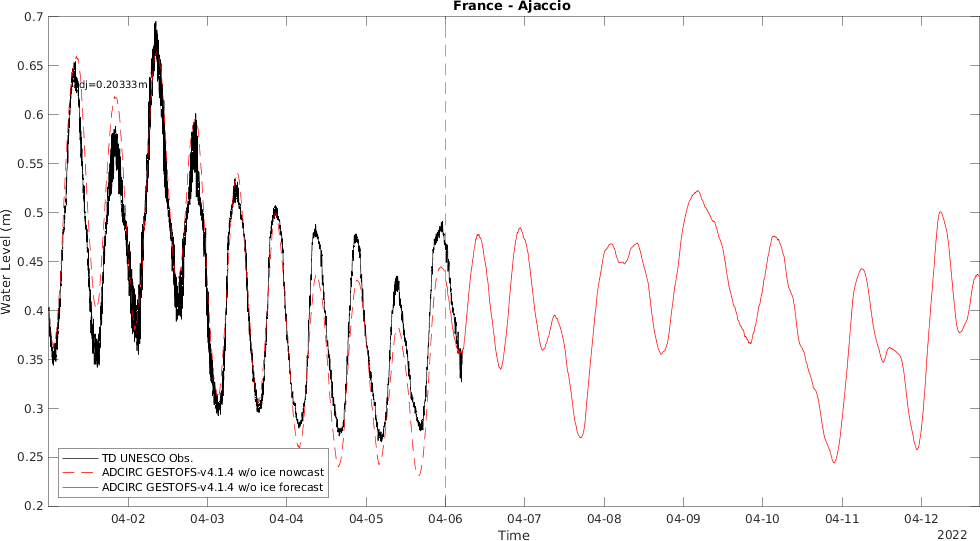 France - Ajaccio
0.7
0.65
0.6
0.55
0.5
0.45
0.4
0.35
0.3
0.25
0.2
Water Level (m)
adj=0.20333m
TD UNESCO Obs.
ADCIRC GESTOFS-v4.1.4 w/o ice nowcast
ADCIRC GESTOFS-v4.1.4 w/o ice forecast
04-02 04-03 04-04 04-05 04-06 04-07 04-08 04-09 04-10 04-11 04-12
Time
2022